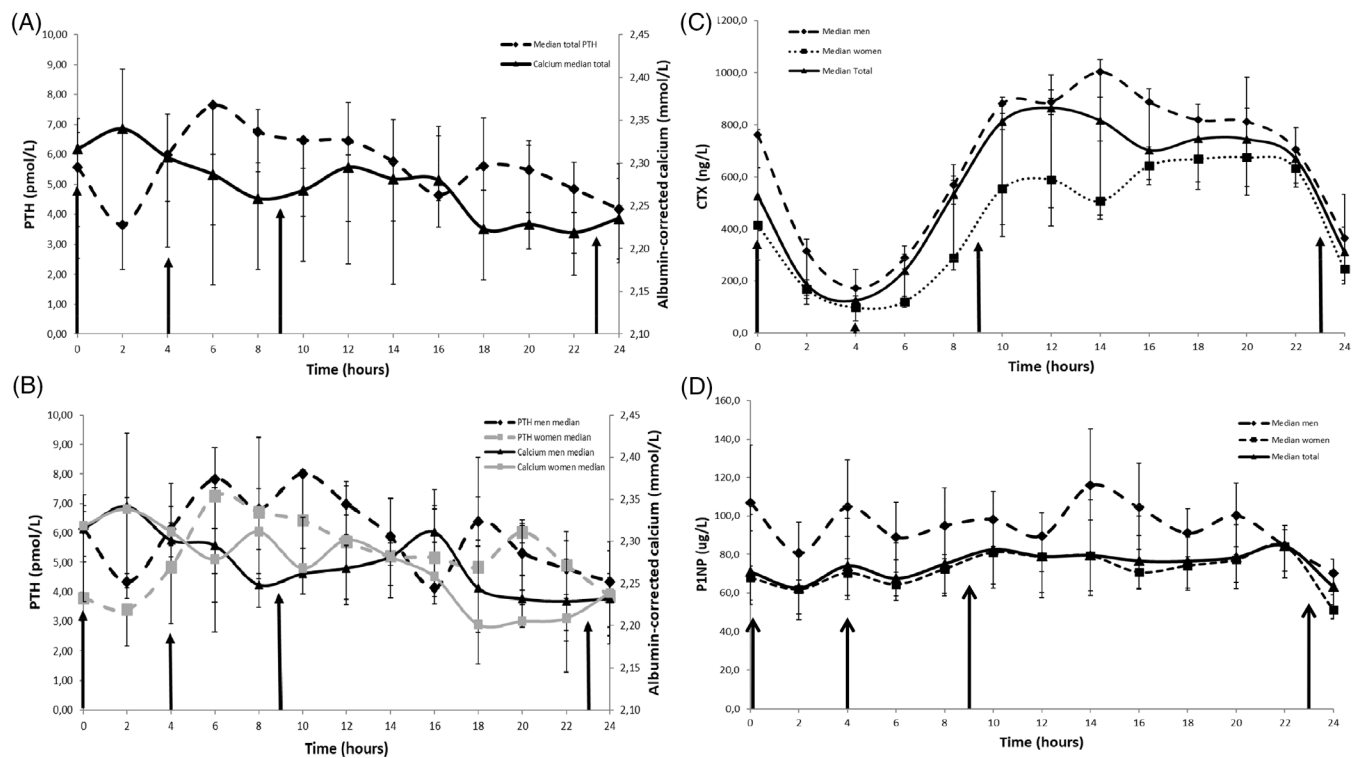 (A)
10,00
9,00
8,00
7,00
6,00
5,00
4,00
3,00
2,00
1,00
0,00
PTH (pmol/L)
Median total PTH
Calcium median total
2,45
2,40
2,35
2,30
2,25
2,20
2,15
2,10
Albumin-corrected calcium (mmol/L)
0 2 4 6 8 10 12 14 16 18 20 22 24
Time (hours)
(B)
10,00
9,00
8,00
7,00
6,00
5,00
4,00
3,00
2,00
1,00
0,00
PTH (pmol/L)
PTH men median
PTH women median
Calcium men median
Calcium women median
2,45
2,40
2,35
2,30
2,25
2,20
2,15
2,10
Albumin-corrected calcium (mmol/L)
0 2 4 6 8 10 12 14 16 18 20 22 24
Time (hours)
(C)
1200,0
1000,0
800,0
600,0
400,0
200,0
0,0
CTX (ng/L)
Median men
Median women
Median Total
0 2 4 6 8 10 12 14 16 18 20 22 24
Time (hours)
(D)
160,0
140,0
120,0
100,0
80,0
60,0
40,0
20,0
0,0
P1NP (ug/L)
Median men
Median women
Median total
0 2 4 6 8 10 12 14 16 18 20 22 24
Time (hours)